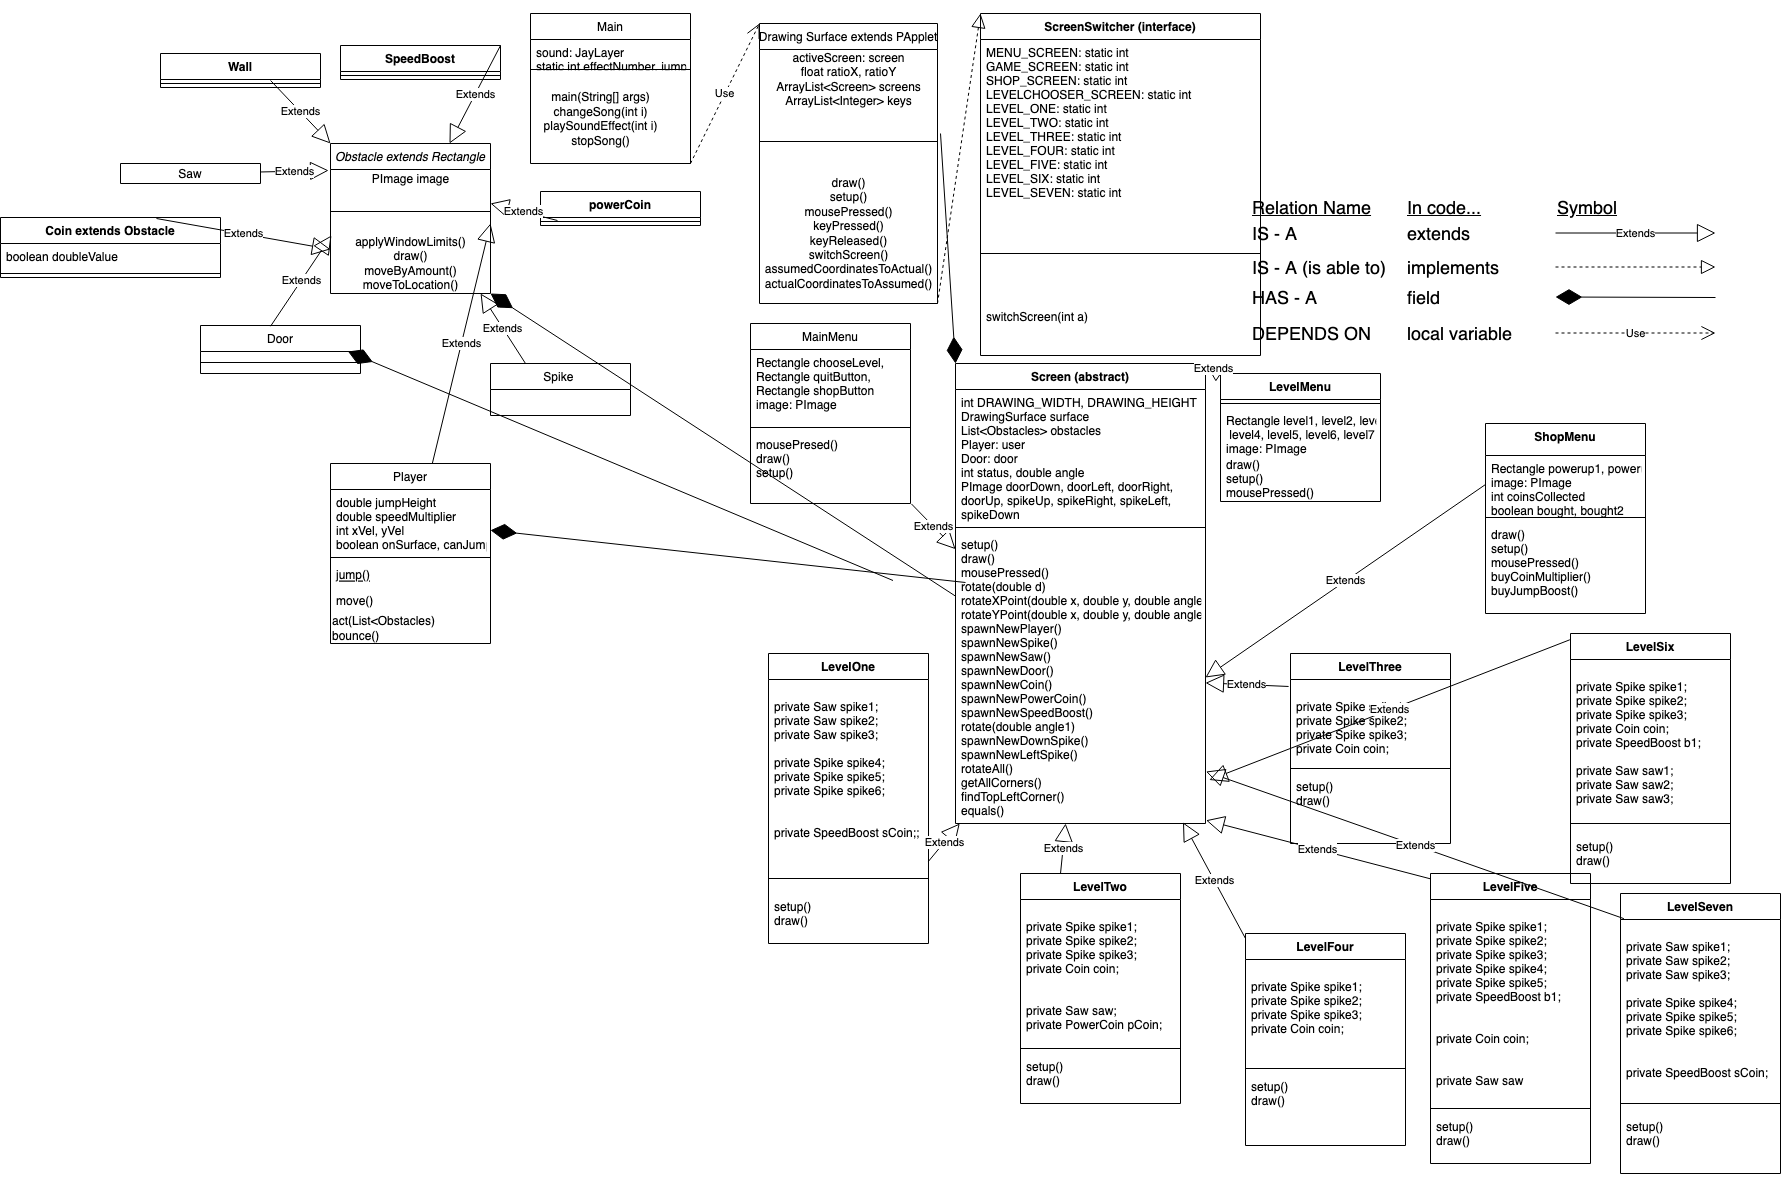 Wall
Extends
SpeedBoost
Extends
Main
sound: JayLayer
static int effectNumber, jump
main(String[] args)
changeSong(int i)
playSoundEffect(int i)
stopSong()
Use
Drawing Surface extends PApplet
activeScreen: screen
float ratioX, ratioY
ArrayList<Screen> screens
ArrayList<Integer> keys
draw()
setup()
mousePressed()
keyPressed()
keyReleased()
switchScreen()
assumedCoordinatesToActual()
actualCoordinatesToAssumed()
ScreenSwitcher (interface)
MENU_SCREEN: static int
GAME_SCREEN: static int
SHOP_SCREEN: static int
LEVELCHOOSER_SCREEN: static int
LEVEL_ONE: static int
LEVEL_TWO: static int
LEVEL_THREE: static int
LEVEL_FOUR: static int
LEVEL_FIVE: static int
LEVEL_SIX: static int
LEVEL_SEVEN: static int
switchScreen(int a)
Relation Name In code... Symbol
IS - A extends Extends
IS - A (is able to) implements
HAS - A field
DEPENDS ON local variable Use
Saw
Extends
Obstacle extends Rectangle
PImage image
applyWindowLimits()
draw()
moveByAmount()
moveToLocation()
powerCoin
Extends
Coin extends Obstacle
boolean doubleValue
Extends
Door
Extends
Extends
Spike
Extends
Player
double jumpHeight
double speedMultiplier
int xVel, yVel
boolean onSurface, canJump
jump()
move()
act(List<Obstacles)
bounce()
MainMenu
Rectangle chooseLevel,
Rectangle quitButton,
Rectangle shopButton
image: PImage
mousePresed()
draw()
setup()
Extends
Screen (abstract)
int DRAWING_WIDTH, DRAWING_HEIGHT
DrawingSurface surface
List<Obstacles> obstacles
Player: user
Door: door
int status, double angle
PImage doorDown, doorLeft, doorRight,
doorUp, spikeUp, spikeRight, spikeLeft,
spikeDown
setup()
draw()
mousePressed()
rotate(double d)
rotateXPoint(double x, double y, double angle
rotateYPoint(double x, double y, double angle
spawnNewPlayer()
spawnNewSpike()
spawnNewSaw()
spawnNewDoor()
spawnNewCoin()
spawnNewPowerCoin()
spawnNewSpeedBoost()
rotate(double angle1)
spawnNewDownSpike()
spawnNewLeftSpike()
rotateAll()
getAllCorners()
findTopLeftCorner()
equals()
Extends
LevelMenu
Rectangle level1, level2, leve
level4, level5, level6, level7
image: PImage
draw()
setup()
mousePressed()
ShopMenu
Rectangle powerup1, power
image: PImage
int coinsCollected
boolean bought, bought2
draw()
setup()
mousePressed()
buyCoinMultiplier()
buyJumpBoost()
Extends
LevelOne
private Saw spike1;
private Saw spike2;
private Saw spike3;
private Spike spike4;
private Spike spike5;
private Spike spike6;
private SpeedBoost sCoin;;
setup()
draw()
Extends
LevelThree
Extends
private Spike
private Spike spike2;
private Spike spike3;
private Coin coin;
setup()
draw()
Extends
LevelSix
private Spike spike1;
private Spike spike2;
private Spike spike3;
private Coin coin;
private SpeedBoost b1;
private Saw saw1;
private Saw saw2;
private Saw saw3;
setup()
draw()
Extends
LevelTwo
private Spike spike1;
private Spike spike2;
private Spike spike3;
private Coin coin;
private Saw saw;
private PowerCoin pCoin;
setup()
draw()
Extends
LevelFour
private Spike spike1;
private Spike spike2;
private Spike spike3;
private Coin coin;
setup()
draw()
Extends
Extends
LevelFive
private Spike spike1;
private Spike spike2;
private Spike spike3;
private Spike spike4;
private Spike spike5;
private SpeedBoost b1;
private Coin coin;
private Saw saw
setup()
draw()
LevelSeven
private Saw spike1;
private Saw spike2;
private Saw spike3;
private Spike spike4;
private Spike spike5;
private Spike spike6;
private SpeedBoost sCoin;
setup()
draw()